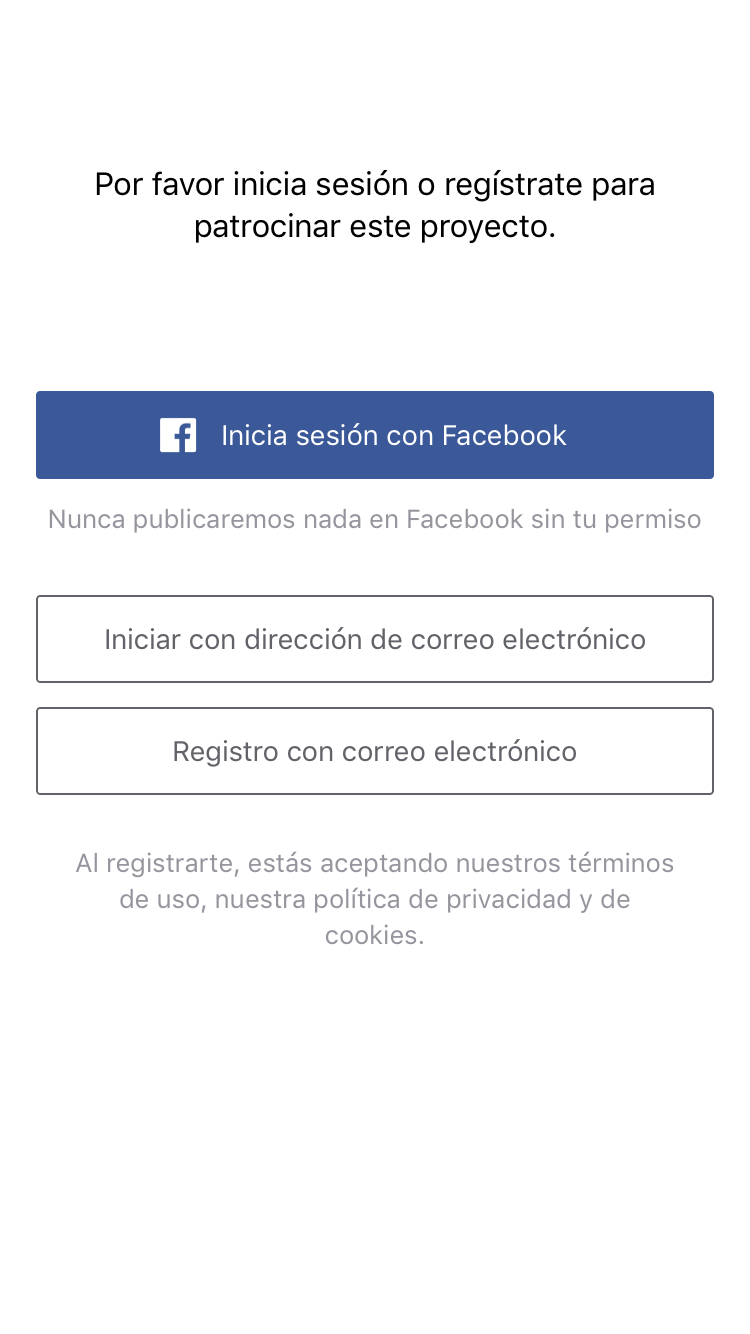 Por favor inicia sesión o regístrate para
patrocinar este proyecto.
Inicia sesión con Facebook
Nunca publicaremos nada en Facebook sin tu permiso
Iniciar con dirección de correo electrónico
Registro con correo electrónico
Al registrarte, estás aceptando nuestros términos
de uso, nuestra política de privacidad y de
cookies.